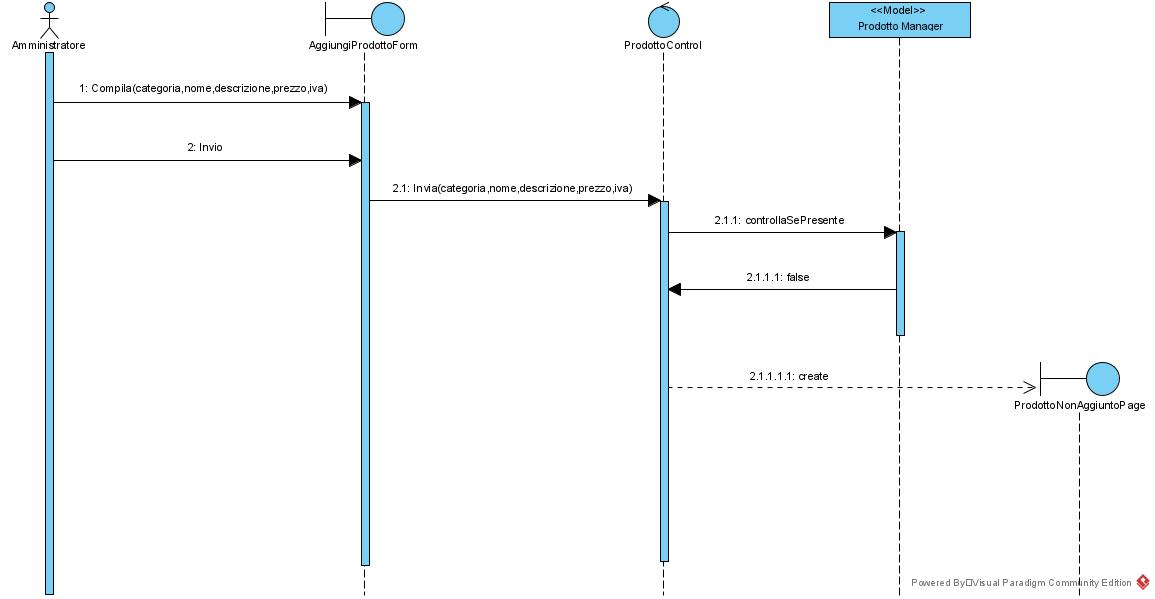 <<Model>>
Prodotto Manager
Amministratore
AggiungiProdottoForm
ProdottoControl
1: Compila(categoria,nome,descrizione,prezzo,iva)
2: Invio
2.1: Invia(categoria,nome,descrizione,prezzo,iva)
2.1.1: controllaSePresente
2.1.1.1: false
2.1.1.1.1: create
ProdottoNonAggiuntoPage
Powered By□Visual Paradigm Community Edition